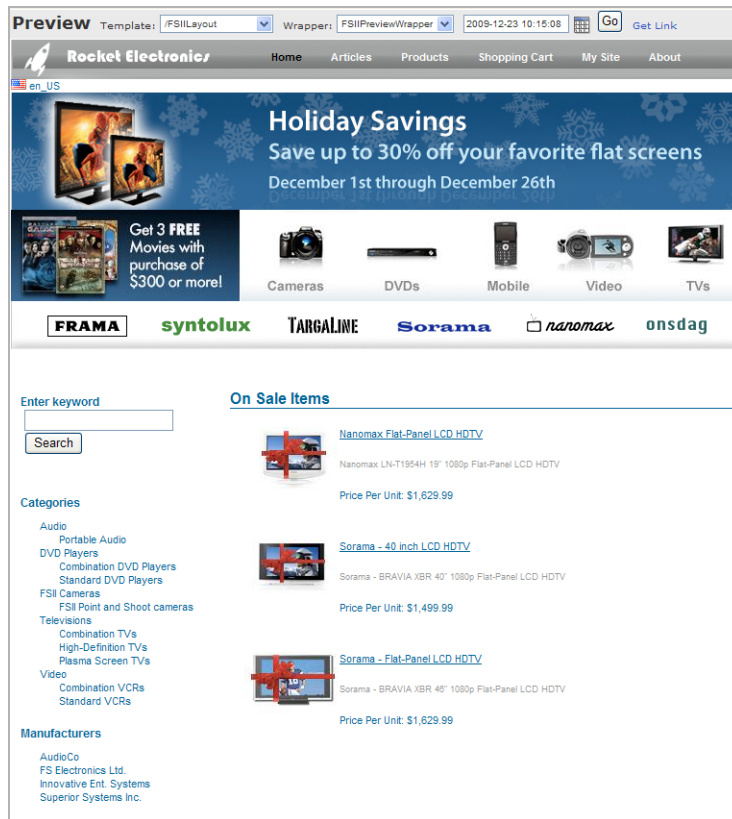 Preview Template: /FSIILayout Wrapper: FSIIPreviewWrapper 2009-12-23 10:15:08 Go Get Link
Rocket Electronics Home Articles Products Shopping Cart My Site About
en_US
Holiday Savings
Save up to 30% off your favorite flat screens
December 1st through December 26th
Get 3 FREE
Movies with
purchase of
$300 or more!
Cameras DVDs Mobile Video TVs
FRAMA syntolux TARGALINE Sorama nanomax onsdag
Enter keyword
Search
Categories
Audio
Portable Audio
DVD Players
Combination DVD Players
Standard DVD Players
FSII Cameras
FSII Point and Shoot cameras
Televisions
Combination TVs
High-Definition TVs
Plasma Screen TVs
Video
Combination VCRs
Standard VCRs
Manufacturers
AudioCo
FS Electronics Ltd.
Innovative Ent. Systems
Superior Systems Inc.
On Sale Items
Nanomax Flat-Panel LCD HDTV
Nanomax LN-T1954H 19" 1080p Flat-Panel LCD HDTV
Price Per Unit: $1,629.99
Sorama - 40 inch LCD HDTV
Sorama - BRAVIA XBR 40" 1080p Flat-Panel LCD HDTV
Price Per Unit: $1,499.99
Sorama - Flat-Panel LCD HDTV
Sorama - BRAVIA XBR 46" 1080p Flat-Panel LCD HDTV
Price Per Unit: $1,629.99